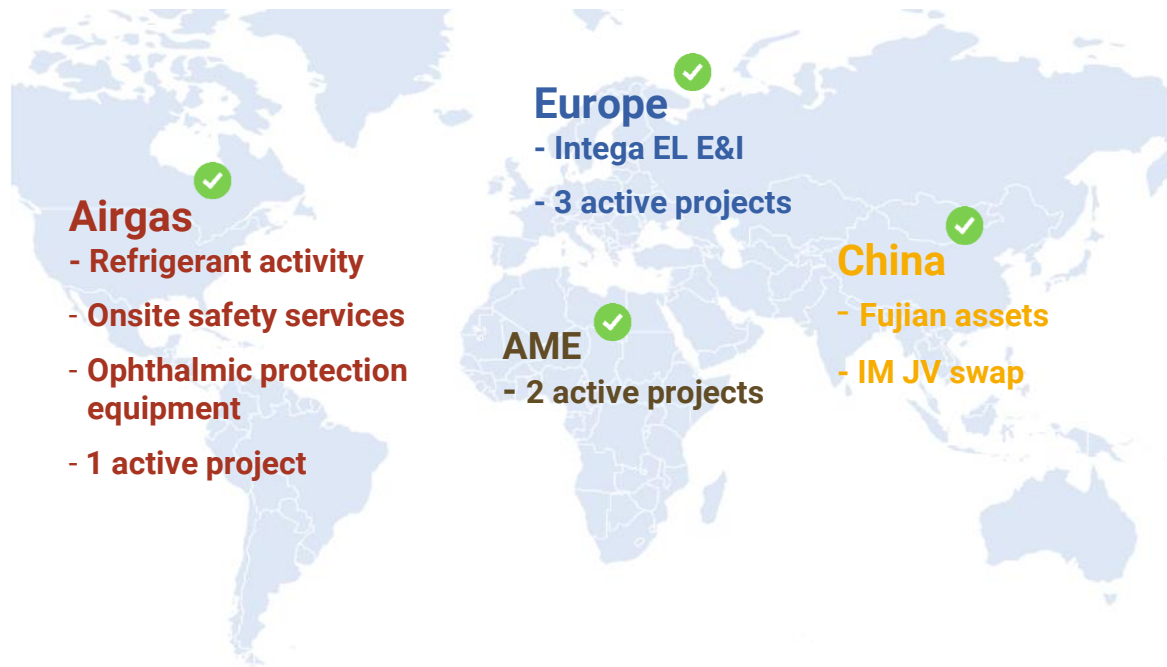 Airgas
- Refrigerant activity
- Onsite safety services
- Ophthalmic protection
equipment
- 1 active project
Europe
- Intega EL E&I
- 3 active projects
AME
- 2 active projects
China
- Fujian assets
- IM JV swap